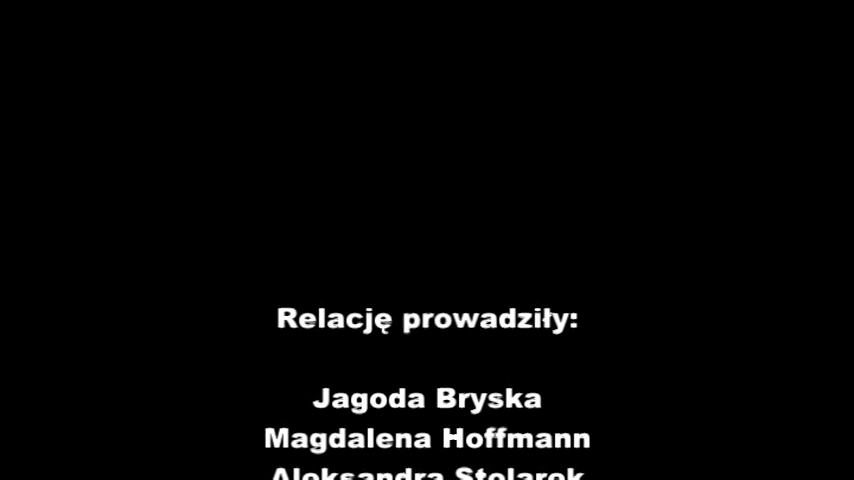 Relację prowadziły:
Jagoda Bryska
Magdalena Hoffmann
Aleksandra Stolarek